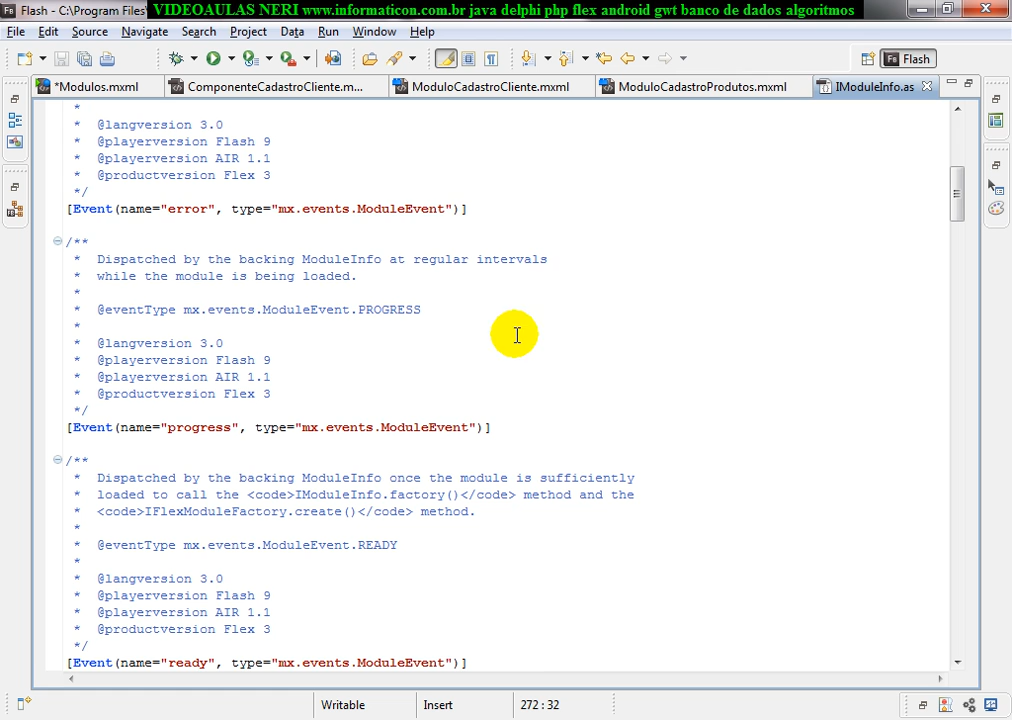 Flash - C:\Program Files\
VIDEOAULAS NERI www.informaticon.com.br java delphi php flex android gwt banco de dados algoritmos
File Edit Source Navigate Search Project Data Run Window Help
Flash
*Modulos.mxml
ComponenteCadastroCliente.m...
ModuloCadastroCliente.mxml
ModuloCadastroProdutos.mxml
IModuleInfo.as
*
* @langversion 3.0
* @playerversion Flash 9
* @playerversion AIR 1.1
* @productversion Flex 3
*/
[Event(name="error", type="mx.events.ModuleEvent")]
/**
* Dispatched by the backing ModuleInfo at regular intervals
* while the module is being loaded.
*
* @eventType mx.events.ModuleEvent.PROGRESS
*
* @langversion 3.0
* @playerversion Flash 9
* @playerversion AIR 1.1
* @productversion Flex 3
*/
[Event(name="progress", type="mx.events.ModuleEvent")]
/**
* Dispatched by the backing ModuleInfo once the module is sufficiently
* loaded to call the <code>IModuleInfo.factory()</code> method and the
* <code>IFlexModuleFactory.create()</code> method.
*
* @eventType mx.events.ModuleEvent.READY
*
* @langversion 3.0
* @playerversion Flash 9
* @playerversion AIR 1.1
* @productversion Flex 3
*/
[Event(name="ready", type="mx.events.ModuleEvent")]
Writable
Insert
272 : 32